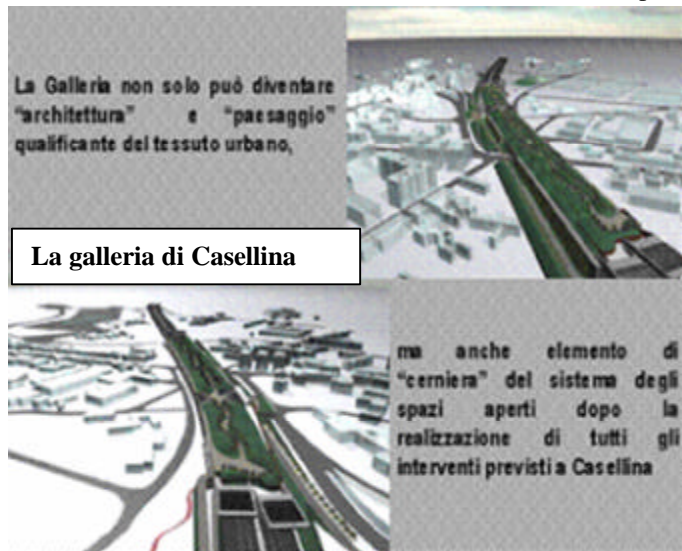 La Galleria non solo può diventare
“architettura” e “paesaggio”
qualificante del tessuto urbano,
La galleria di Casellina
ma anche elemento di
“cerniera” del sistema degli
spazi aperti dopo la
realizzazione di tutti gli
interventi previsti a Casellina